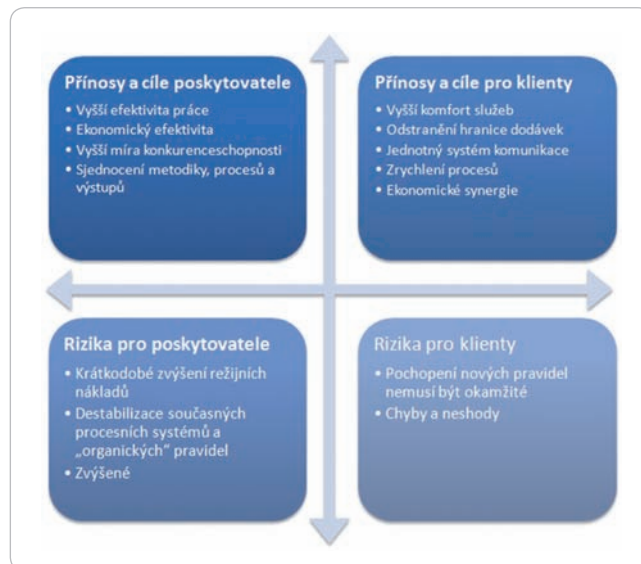 Přínosy a cíle poskytovatele
• Vyšší efektivita práce
• Ekonomický efektivita
• Vyšší míra konkurenceschopnosti
• Sjednocení metodiky, procesů a
výstupů
Přínosy a cíle pro klienty
• Vyšší komfort služeb
• Odstranění hranice dodávek
• Jednotný systém komunikace
• Zrychlení procesů
• Ekonomické synergie
Rizika pro poskytovatele
• Krátkodobé zvýšení režijních
nákladů
• Destabilizace současných
procesních systémů a
„organických“ pravidel
• Zvýšené
Rizika pro klienty
• Pochopení nových pravidel
nemusí být okamžité
• Chyby a neshody